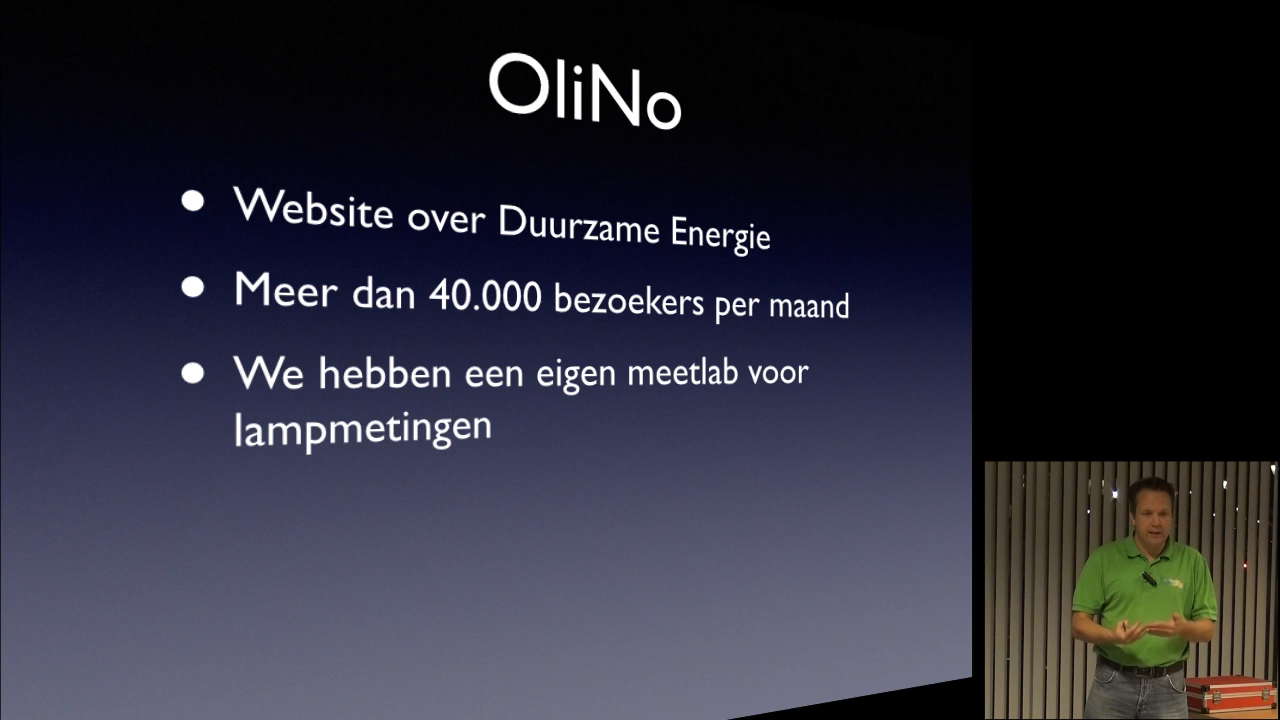 OliNo
Website over Duurzame Energie
Meer dan 40.000 bezoekers per maand
We hebben een eigen meetlab voor
lampmetingen